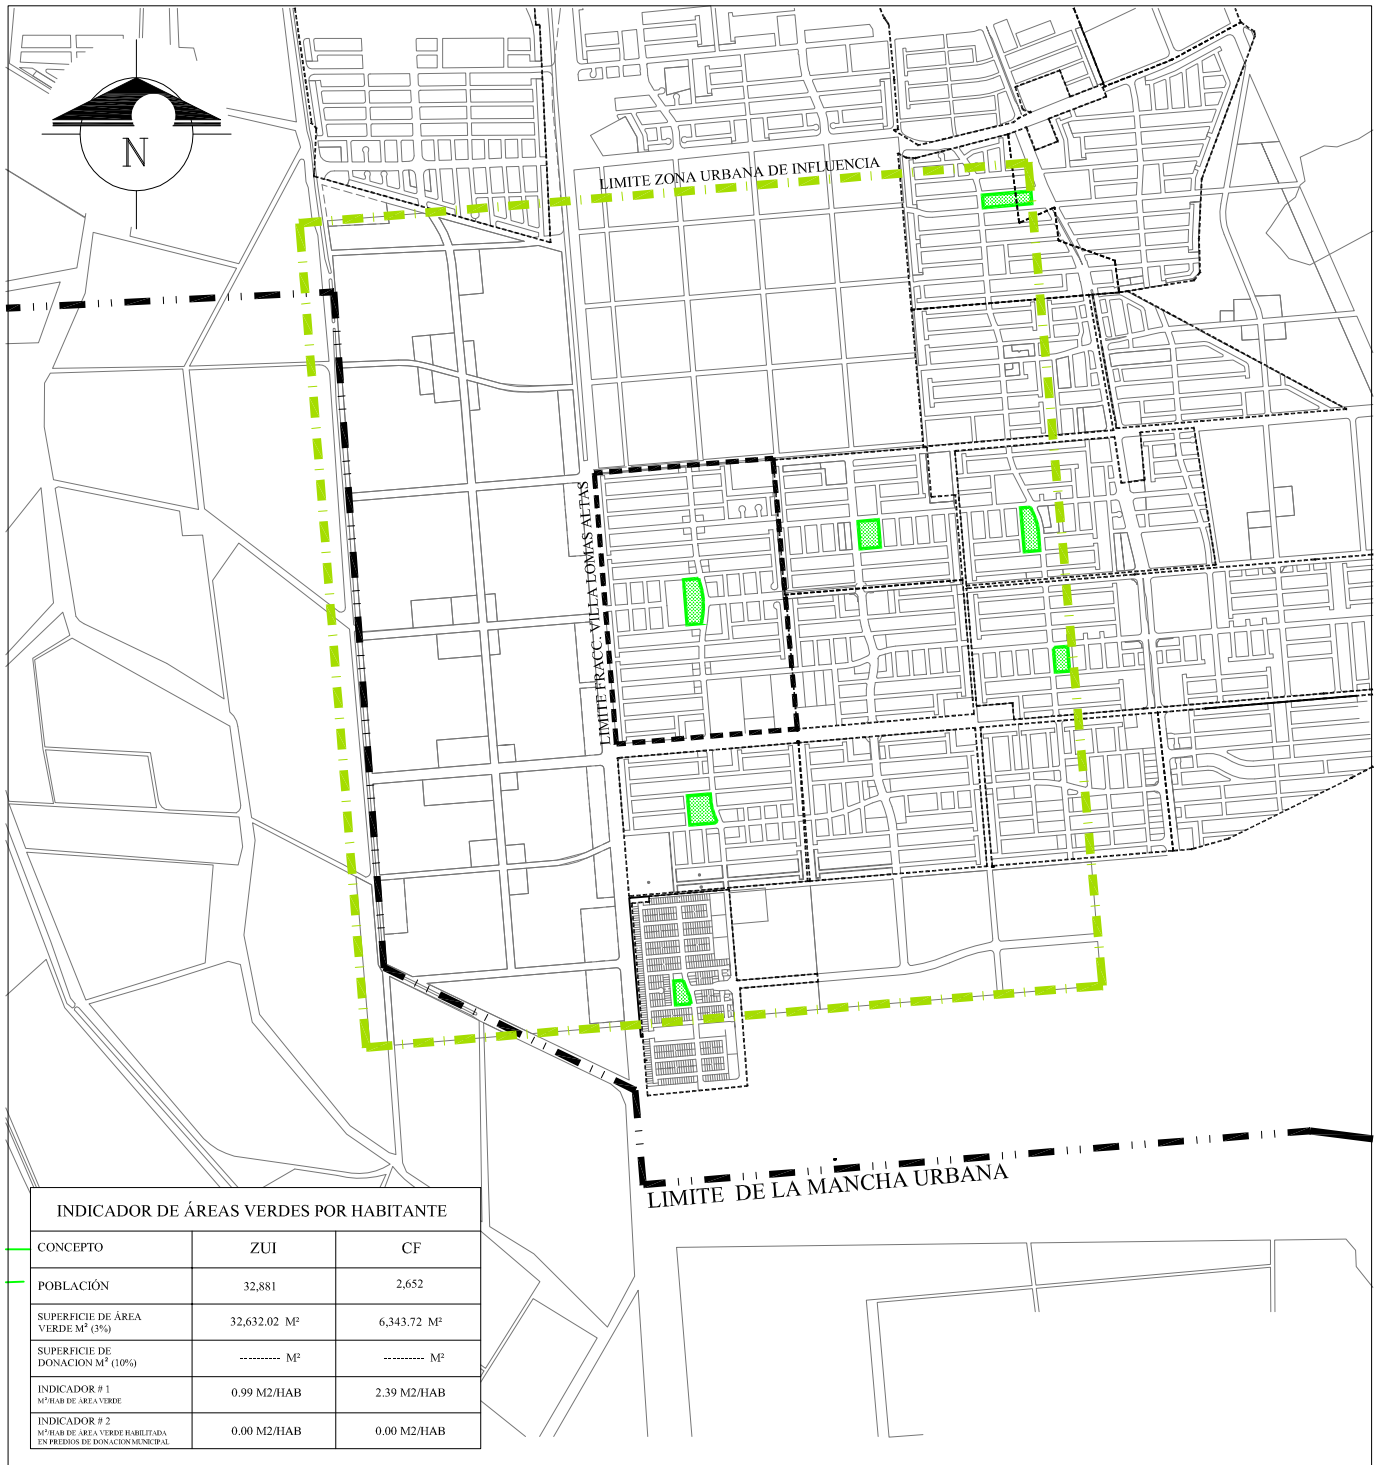 N
LIMITE ZONA URBANA DE INFLUENCIA
LIMITE FRACC. VILLA LOMAS ALTAS
LIMITE DE LA MANCHA URBANA
INDICADOR DE ÁREAS VERDES POR HABITANTE
CONCEPTO ZUI CF
POBLACIÓN 32,881 2,652
SUPERFICIE DE ÁREA
VERDE M² (3%) 32,632.02 M² 6,343.72 M²
SUPERFICIE DE
DONACION M² (10%) ---------- M² ---------- M²
INDICADOR # 1
M²/HAB DE ÁREA VERDE 0.99 M2/HAB 2.39 M2/HAB
INDICADOR # 2
M²/HAB DE ÁREA VERDE HABILITADA
EN PREDIOS DE DONACION MUNICIPAL 0.00 M2/HAB 0.00 M2/HAB